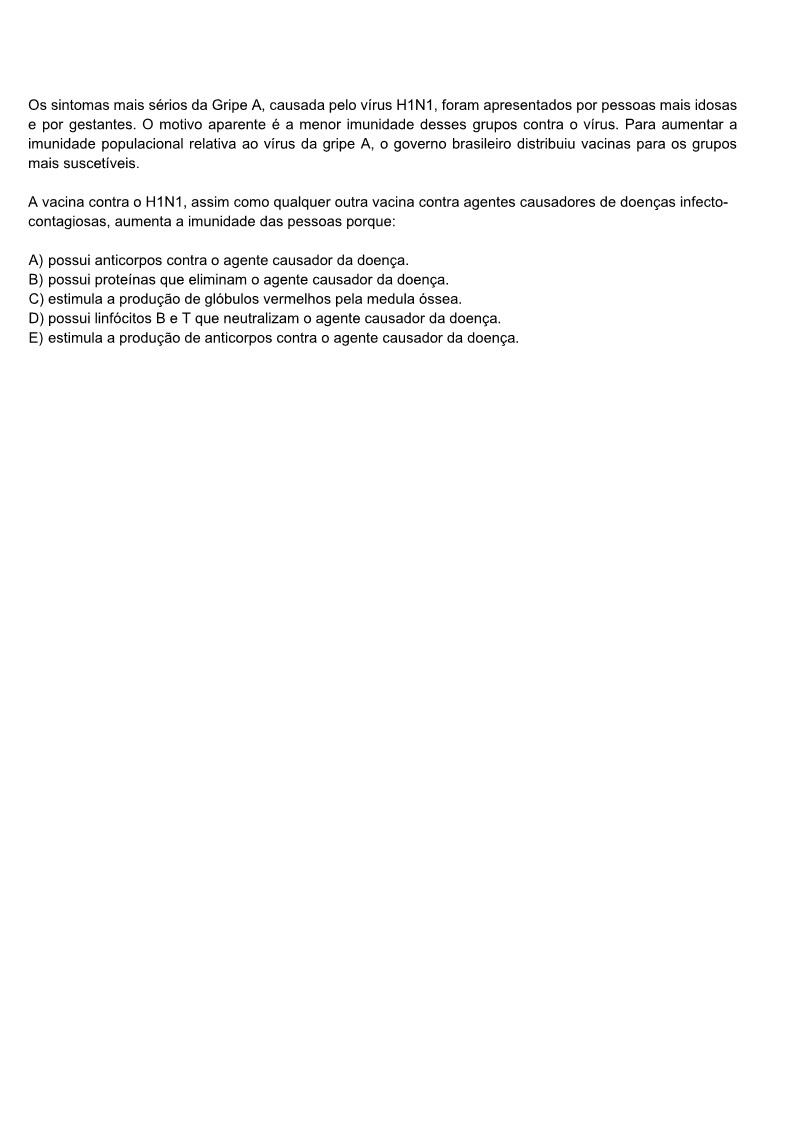 Os sintomas mais sérios da Gripe A, causada pelo vírus H1N1, foram apresentados por pessoas mais idosas
e por gestantes. O motivo aparente é a menor imunidade desses grupos contra o vírus. Para aumentar a
imunidade populacional relativa ao vírus da gripe A, o governo brasileiro distribuiu vacinas para os grupos
mais suscetíveis.
A vacina contra o H1N1, assim como qualquer outra vacina contra agentes causadores de doenças infecto-
contagiosas, aumenta a imunidade das pessoas porque:
A) possui anticorpos contra o agente causador da doença.
B) possui proteínas que eliminam o agente causador da doença.
C) estimula a produção de glóbulos vermelhos pela medula óssea.
D) possui linfócitos B e T que neutralizam o agente causador da doença.
E) estimula a produção de anticorpos contra o agente causador da doença.